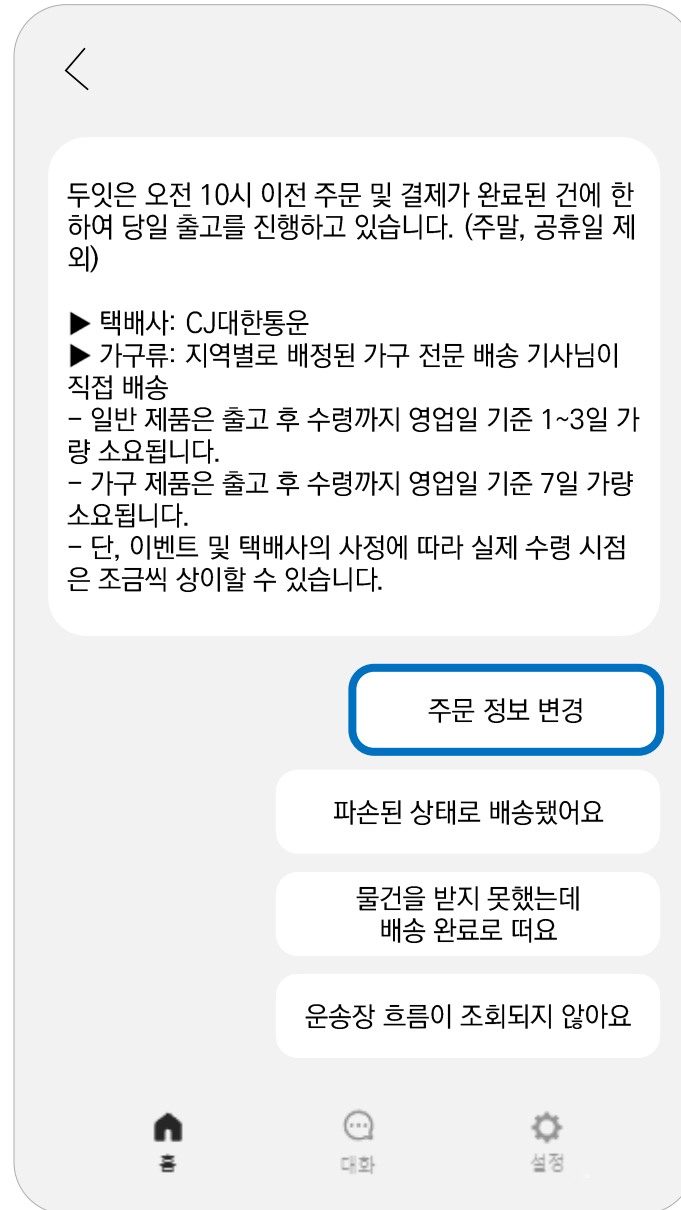 두잇은 오전 10시 이전 주문 및 결제가 완료된 건에 한
하여 당일 출고를 진행하고 있습니다. (주말, 공휴일 제
외)
▶ 택배사: CJ대한통운
▶ 가구류: 지역별로 배정된 가구 전문 배송 기사님이
직접 배송
- 일반 제품은 출고 후 수령까지 영업일 기준 1~3일 가
량 소요됩니다.
- 가구 제품은 출고 후 수령까지 영업일 기준 7일 가량
소요됩니다.
- 단, 이벤트 및 택배사의 사정에 따라 실제 수령 시점
은 조금씩 상이할 수 있습니다.
주문 정보 변경
파손된 상태로 배송됐어요
물건을 받지 못했는데
배송 완료로 떠요
운송장 흐름이 조회되지 않아요
홈 대화 설정